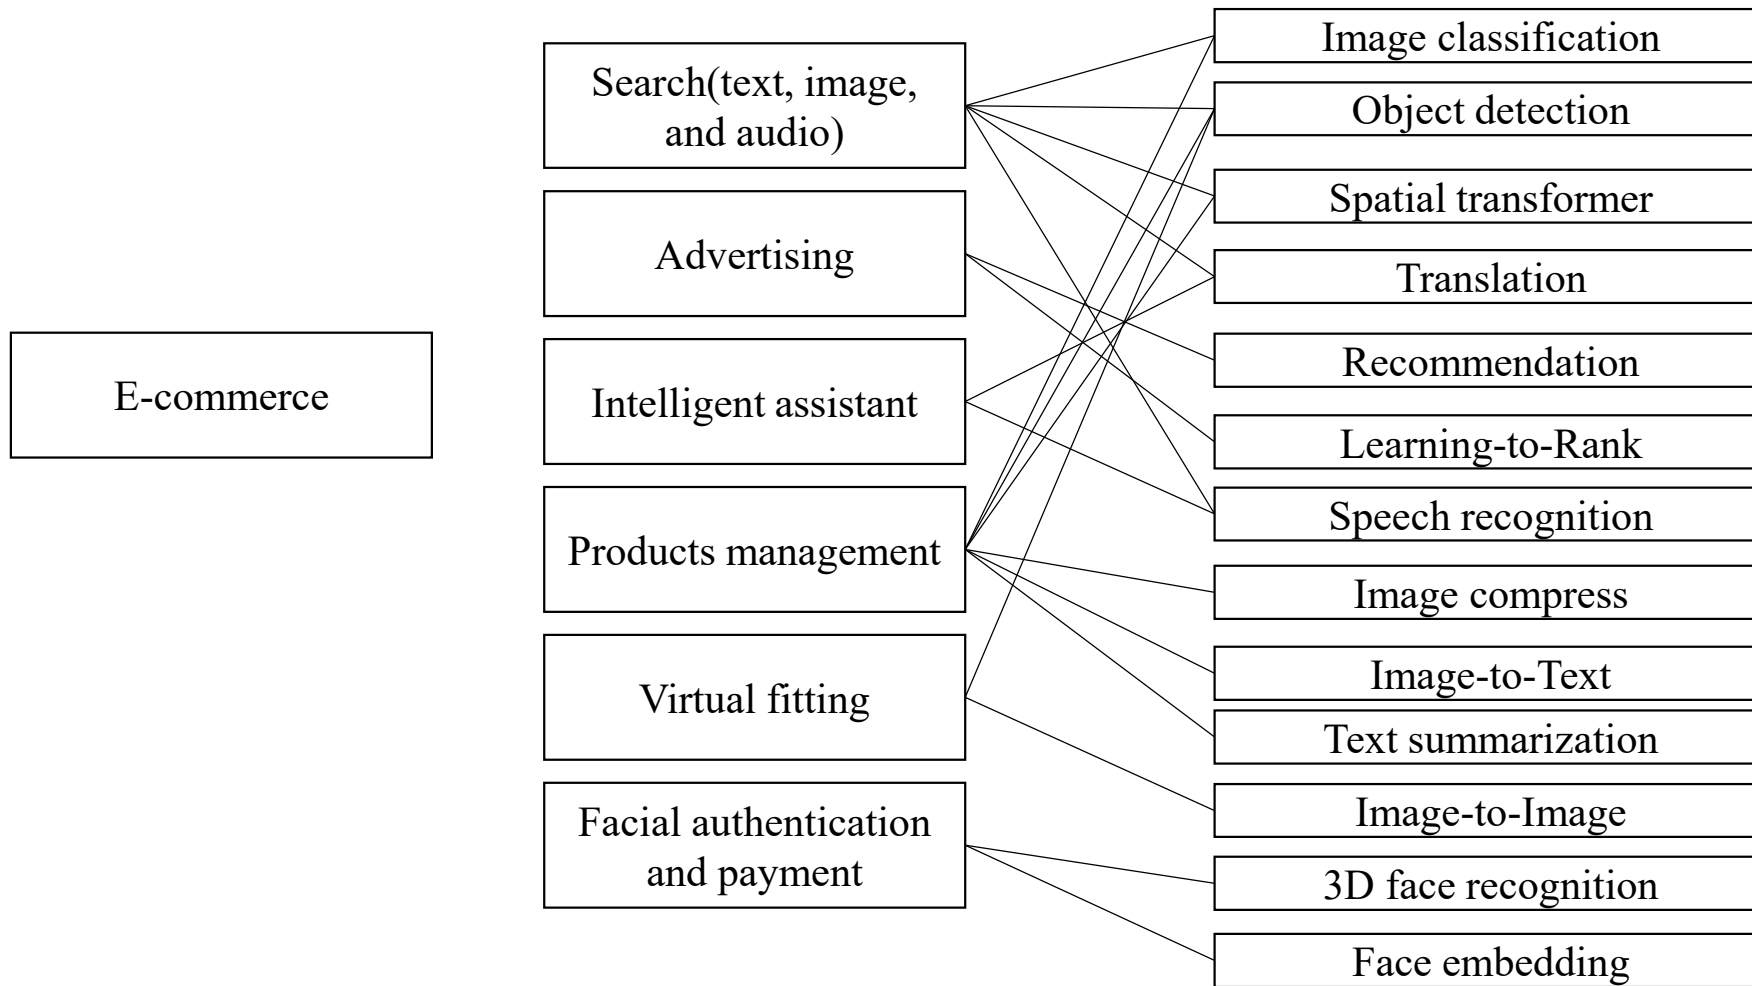 E-commerce
Search(text, image,
and audio)
Advertising
Intelligent assistant
Products management
Virtual fitting
Facial authentication
and payment
Image classification
Object detection
Spatial transformer
Translation
Recommendation
Learning-to-Rank
Speech recognition
Image compress
Image-to-Text
Text summarization
Image-to-Image
3D face recognition
Face embedding